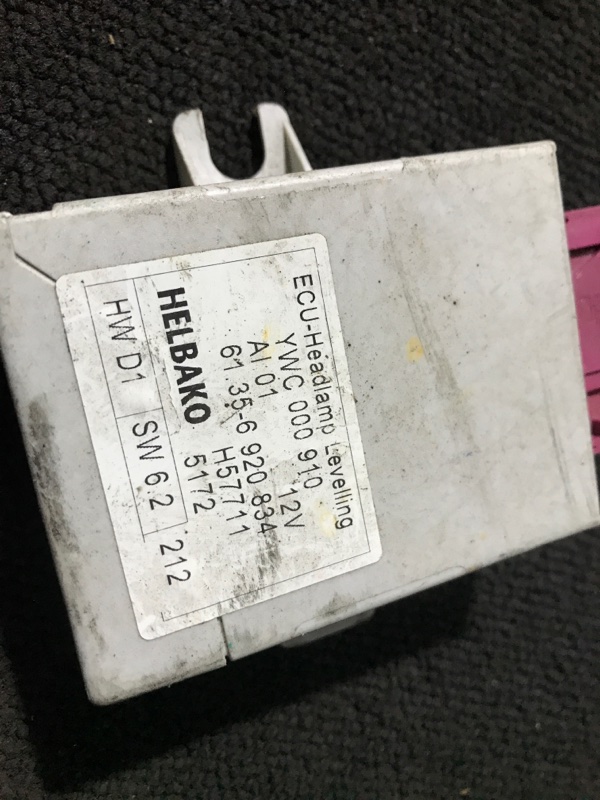 ECU-Headlamp Levelling
YWC 000 910 12V
AI 01
61.35-6 920 834
H57711
HELBAKO 5172
HW D1 SW 6.2 212